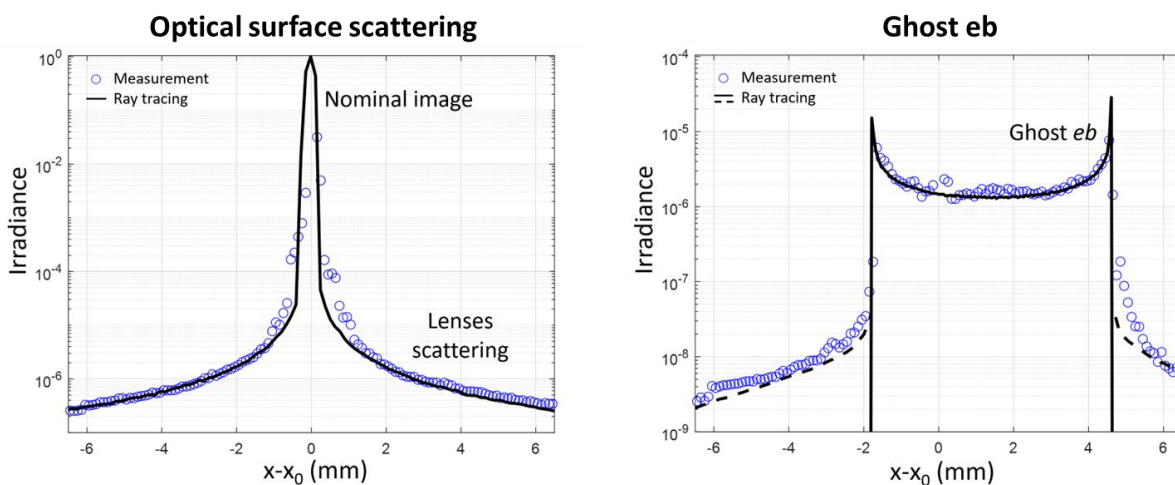 Optical surface scattering
10^0
Measurement
Ray tracing
Nominal image
10^-2
Irradiance
10^-4
Lenses
scattering
10^-6
-6 -4 -2 0 2 4 6
x-x_0 (mm)
Ghost eb
10^-4
Measurement
Ray tracing
Ghost eb
10^-5
10^-6
Irradiance
10^-7
10^-8
10^-9
-6 -4 -2 0 2 4 6
x-x_0 (mm)